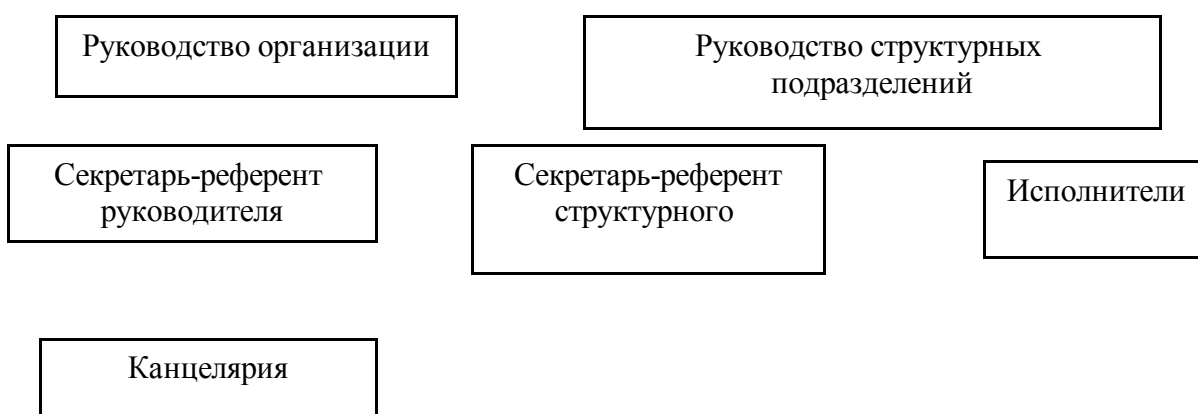 Руководство организации
Руководство структурных
подразделений
Секретарь-референт
руководителя
Секретарь-референт
структурного
Исполнители
Канцелярия